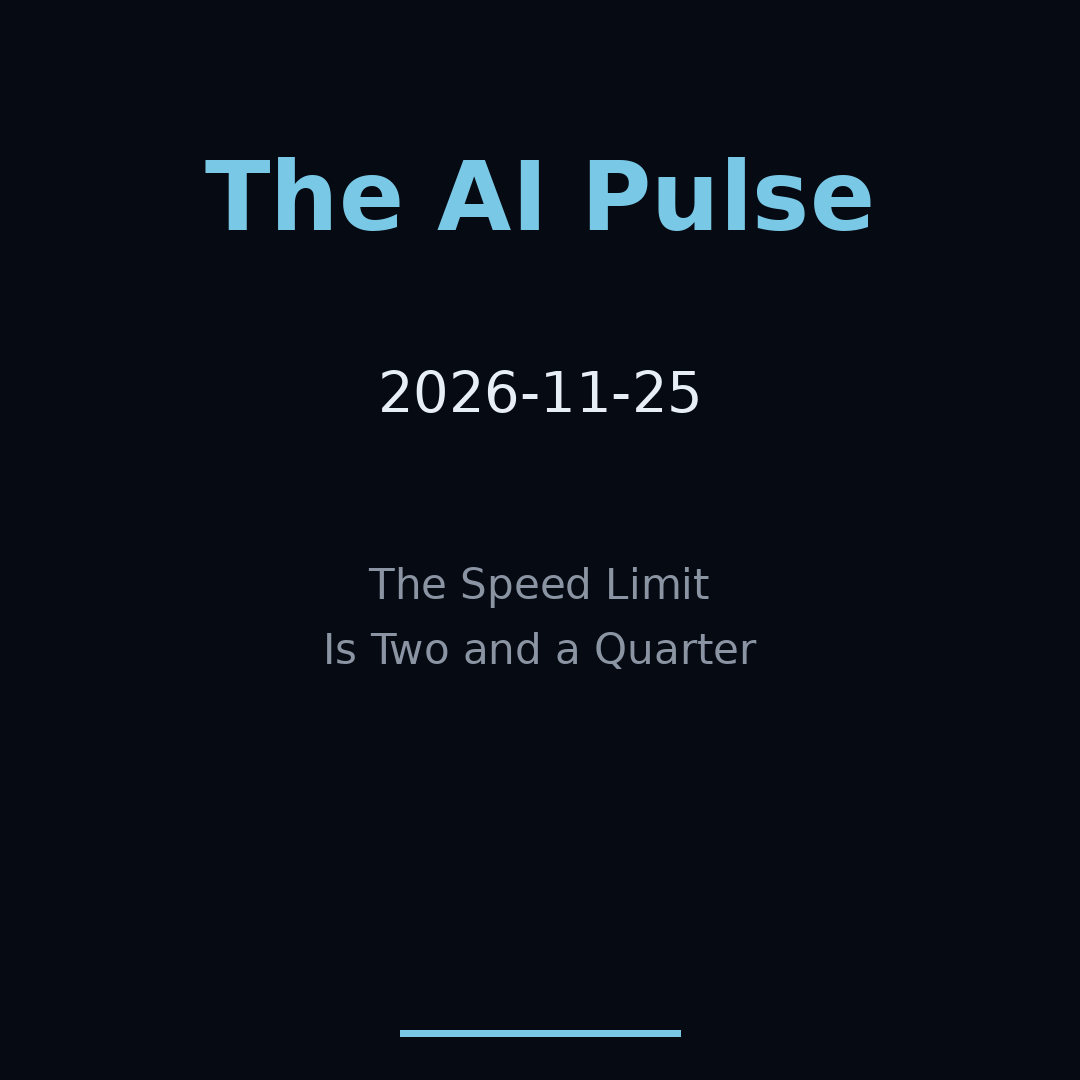 The AI Pulse
2026-11-25
The Speed Limit
Is Two and a Quarter